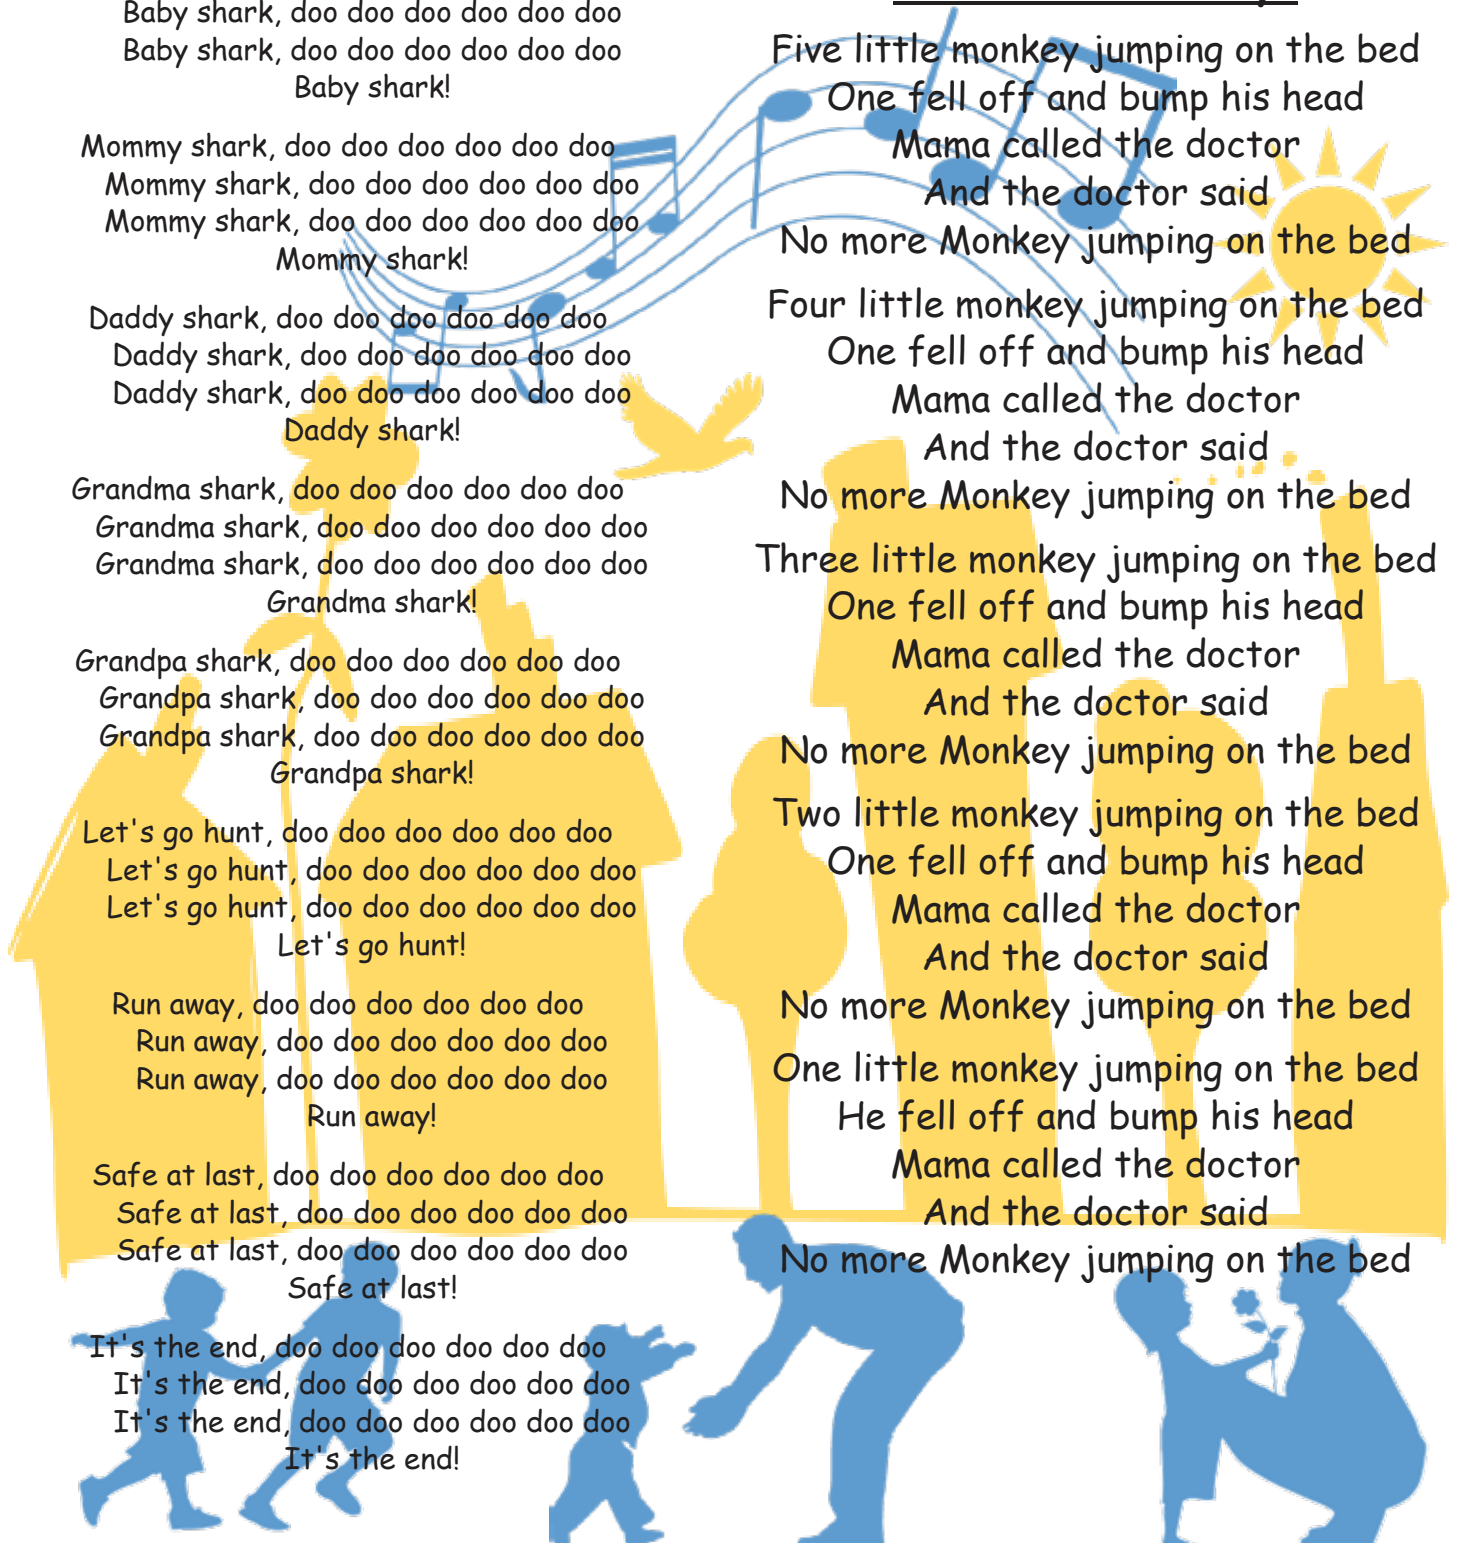 Baby shark, doo doo doo doo doo doo
Baby shark, doo doo doo doo doo doo
Baby shark!
Mommy shark, doo doo doo doo doo doo
Mommy shark, doo doo doo doo doo doo
Mommy shark, doo doo doo doo doo doo
Mommy shark!
Daddy shark, doo doo doo doo doo doo
Daddy shark, doo doo doo doo doo doo
Daddy shark, doo doo doo doo doo doo
Daddy shark!
Grandma shark, doo doo doo doo doo doo
Grandma shark, doo doo doo doo doo doo
Grandma shark, doo doo doo doo doo doo
Grandma shark!
Grandpa shark, doo doo doo doo doo doo
Grandpa shark, doo doo doo doo doo doo
Grandpa shark, doo doo doo doo doo doo
Grandpa shark!
Let's go hunt, doo doo doo doo doo doo
Let's go hunt, doo doo doo doo doo doo
Let's go hunt, doo doo doo doo doo doo
Let's go hunt!
Run away, doo doo doo doo doo doo
Run away, doo doo doo doo doo doo
Run away, doo doo doo doo doo doo
Run away!
Safe at last, doo doo doo doo doo doo
Safe at last, doo doo doo doo doo doo
Safe at last, doo doo doo doo doo doo
Safe at last!
It's the end, doo doo doo doo doo doo
It's the end, doo doo doo doo doo doo
It's the end, doo doo doo doo doo doo
It's the end!
Five little monkey jumping on the bed
One fell off and bump his head
Mama called the doctor
And the doctor said
No more Monkey jumping on the bed
Four little monkey jumping on the bed
One fell off and bump his head
Mama called the doctor
And the doctor said
No more Monkey jumping on the bed
Three little monkey jumping on the bed
One fell off and bump his head
Mama called the doctor
And the doctor said
No more Monkey jumping on the bed
Two little monkey jumping on the bed
One fell off and bump his head
Mama called the doctor
And the doctor said
No more Monkey jumping on the bed
One little monkey jumping on the bed
He fell off and bump his head
Mama called the doctor
And the doctor said
No more Monkey jumping on the bed